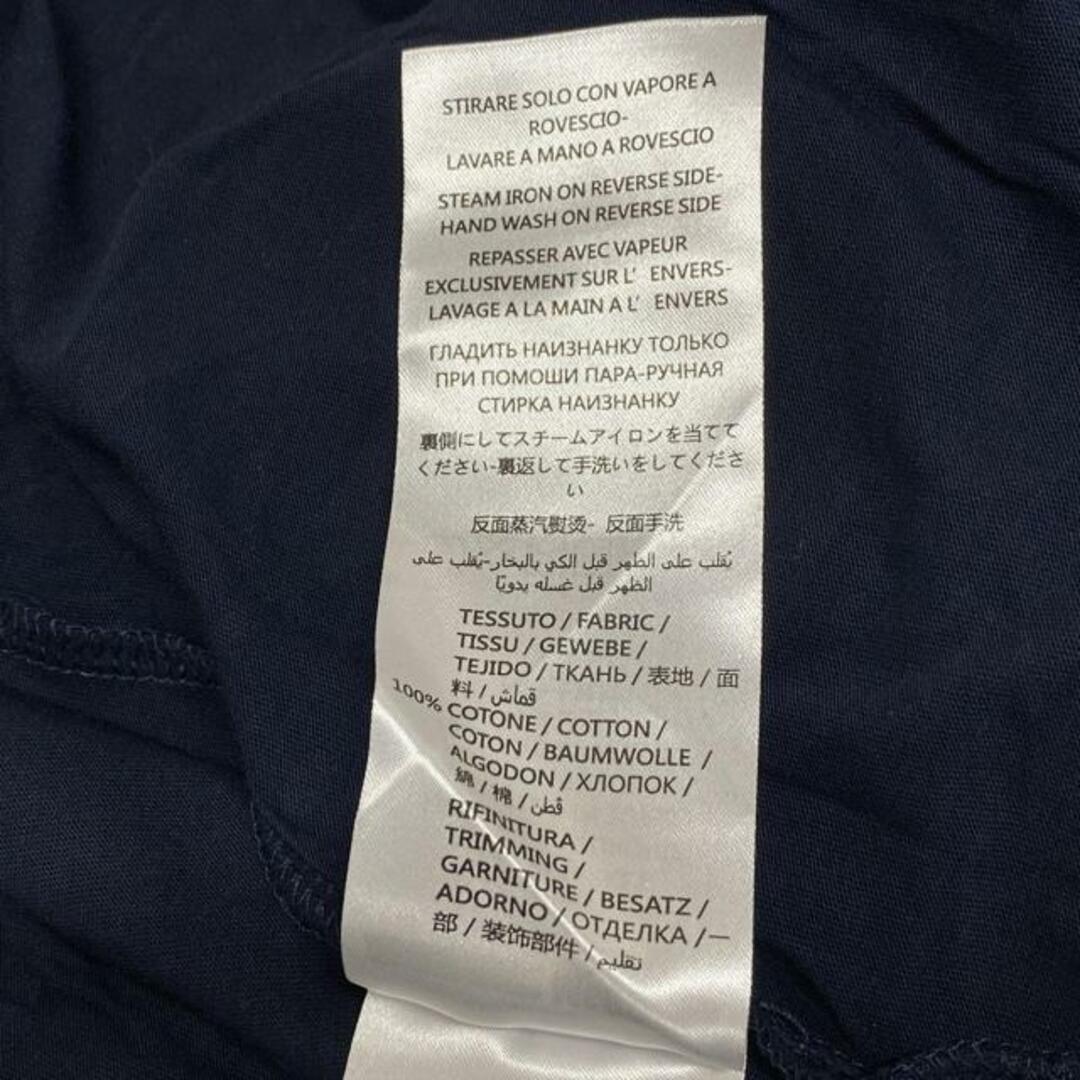 STIRARE SOLO CON VAPORE A
ROVESCIO-
LAVARE A MANO A ROVESCIO
STEAM IRON ON REVERSE SIDE-
HAND WASH ON REVERSE SIDE
REPASSER AVEC VAPEUR
EXCLUSIVEMENT SUR L' ENVERS-
LAVAGE A LA MAIN A L' ENVERS
ГЛАДИТЬ НАИЗНАНКУ ТОЛЬКО
ПРИ ПОМОШИ ПАРА-РУЧНАЯ
СТИРКА НАИЗНАНКУ
裏側にしてスチームアイロンを当てて
ください-裏返して手洗いをしてくださ
い
反面蒸汽熨烫- 反面手洗
يُقلب على الظهر قبل الكي بالبخار-يُقلب على
الظهر قبل غسله يدويًا
TESSUTO / FABRIC /
TISSU / GEWEBE /
TEJIDO / ТКАНЬ / 表地 / 面
料 / قماش
100% COTONE / COTTON /
COTON / BAUMWOLLE /
ALGODON / ХЛОПОК /
綿 / 棉 / قطن
RIFINITURA /
TRIMMING /
GARNITURE / BESATZ /
ADORNO / ОТДЕЛКА / 一
部 / 装饰部件 / تقليم